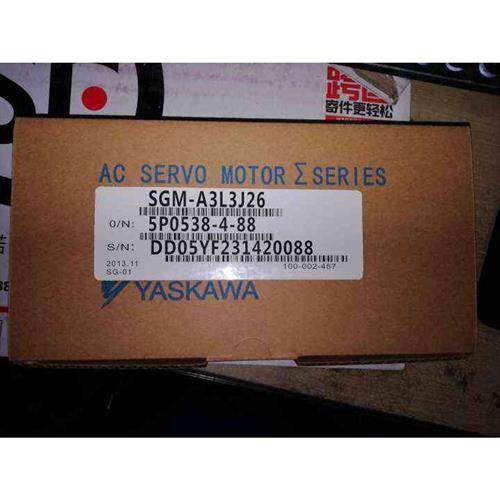 寄件更轻松
AC SERVO MOTOR Σ SERIES
SGM-A3L3J26
O/N: 5P0538-4-88
S/N: DD05YF231420088
2013.11
SG-01
100-002-457
YASKAWA